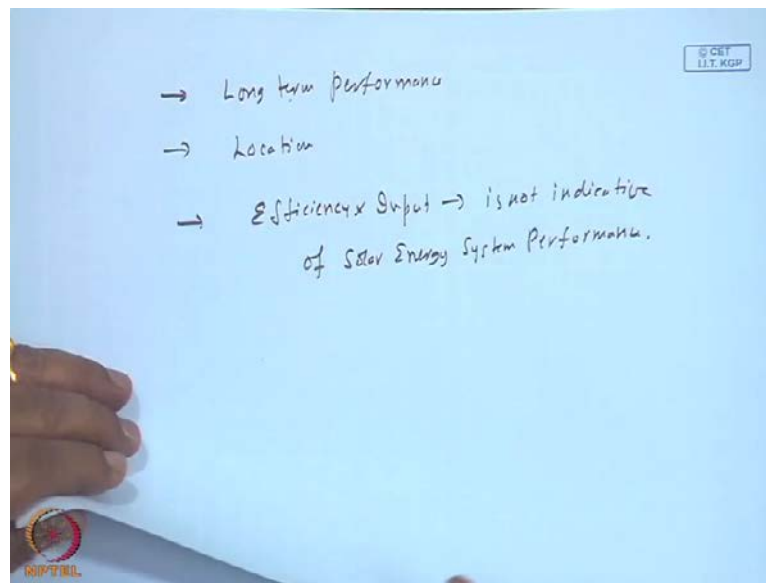 © CET
I.I.T. KGP
→ Long term performance
→ Location
→ Efficiency x Input → is not indicative
of Solar Energy System Performance.
NPTEL